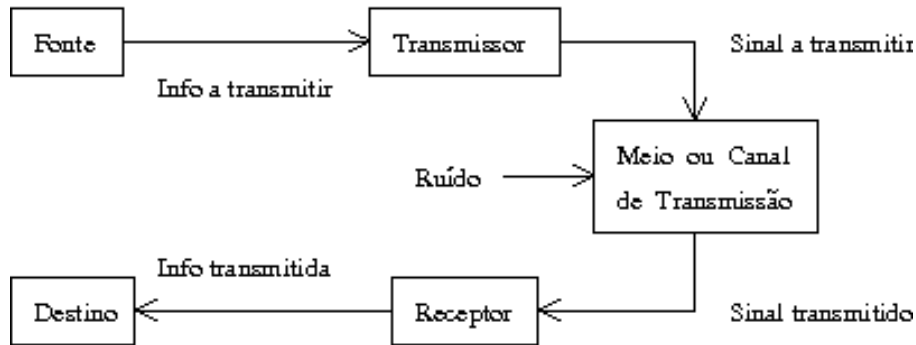 Fonte
Transmissor
Sinal a transmitir
Info a transmitir
Meio ou Canal
de Transmissão
Ruído
Info transmitida
Destino
Receptor
Sinal transmitido